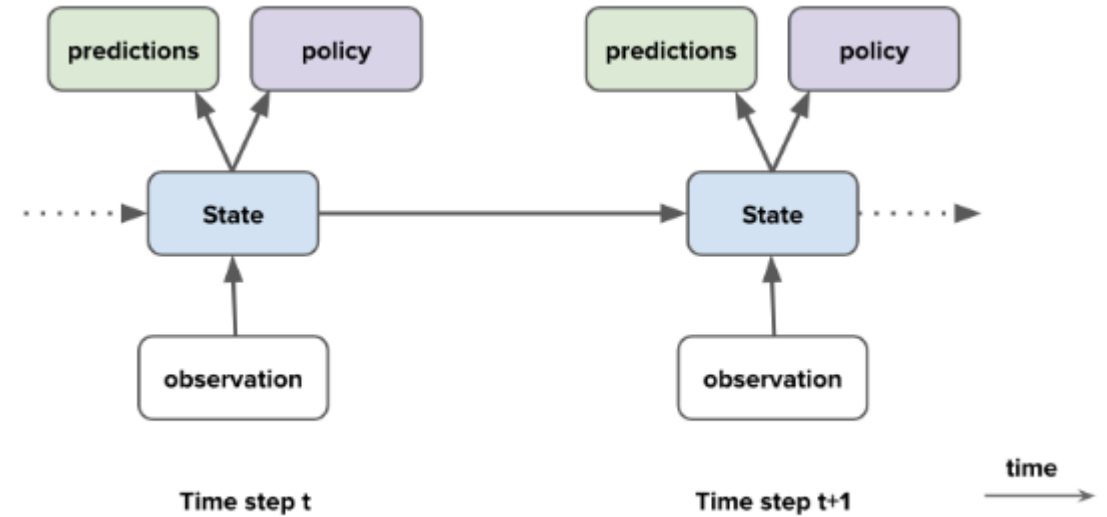 predictions
policy
predictions
policy
State
State
observation
observation
time
Time step t
Time step t+1